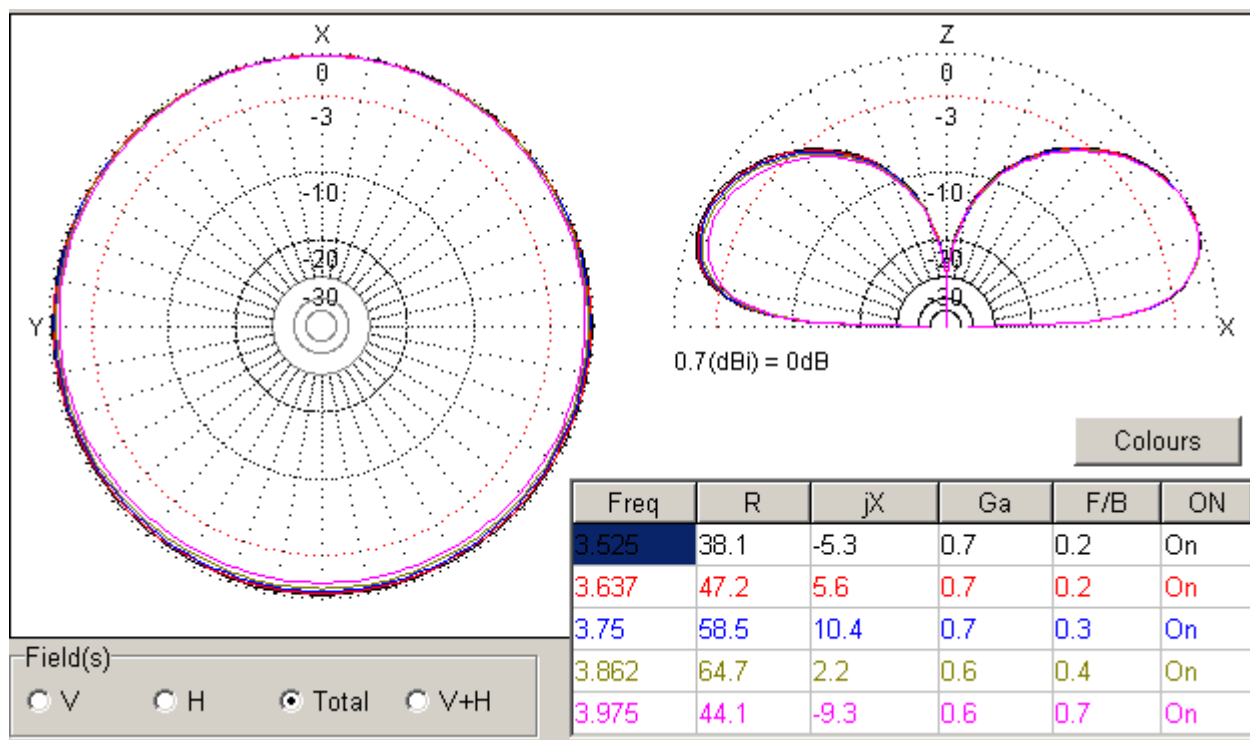 X
0
-3
-10
-20
-30
Y
Z
0
-3
-10
-20
-30
X
0.7(dBi) = 0dB
Colours
Freq R jX Ga F/B ON
3.525 38.1 -5.3 0.7 0.2 On
3.637 47.2 5.6 0.7 0.2 On
3.75 58.5 10.4 0.7 0.3 On
3.862 64.7 2.2 0.6 0.4 On
3.975 44.1 -9.3 0.6 0.7 On
Field(s)
V H Total V+H